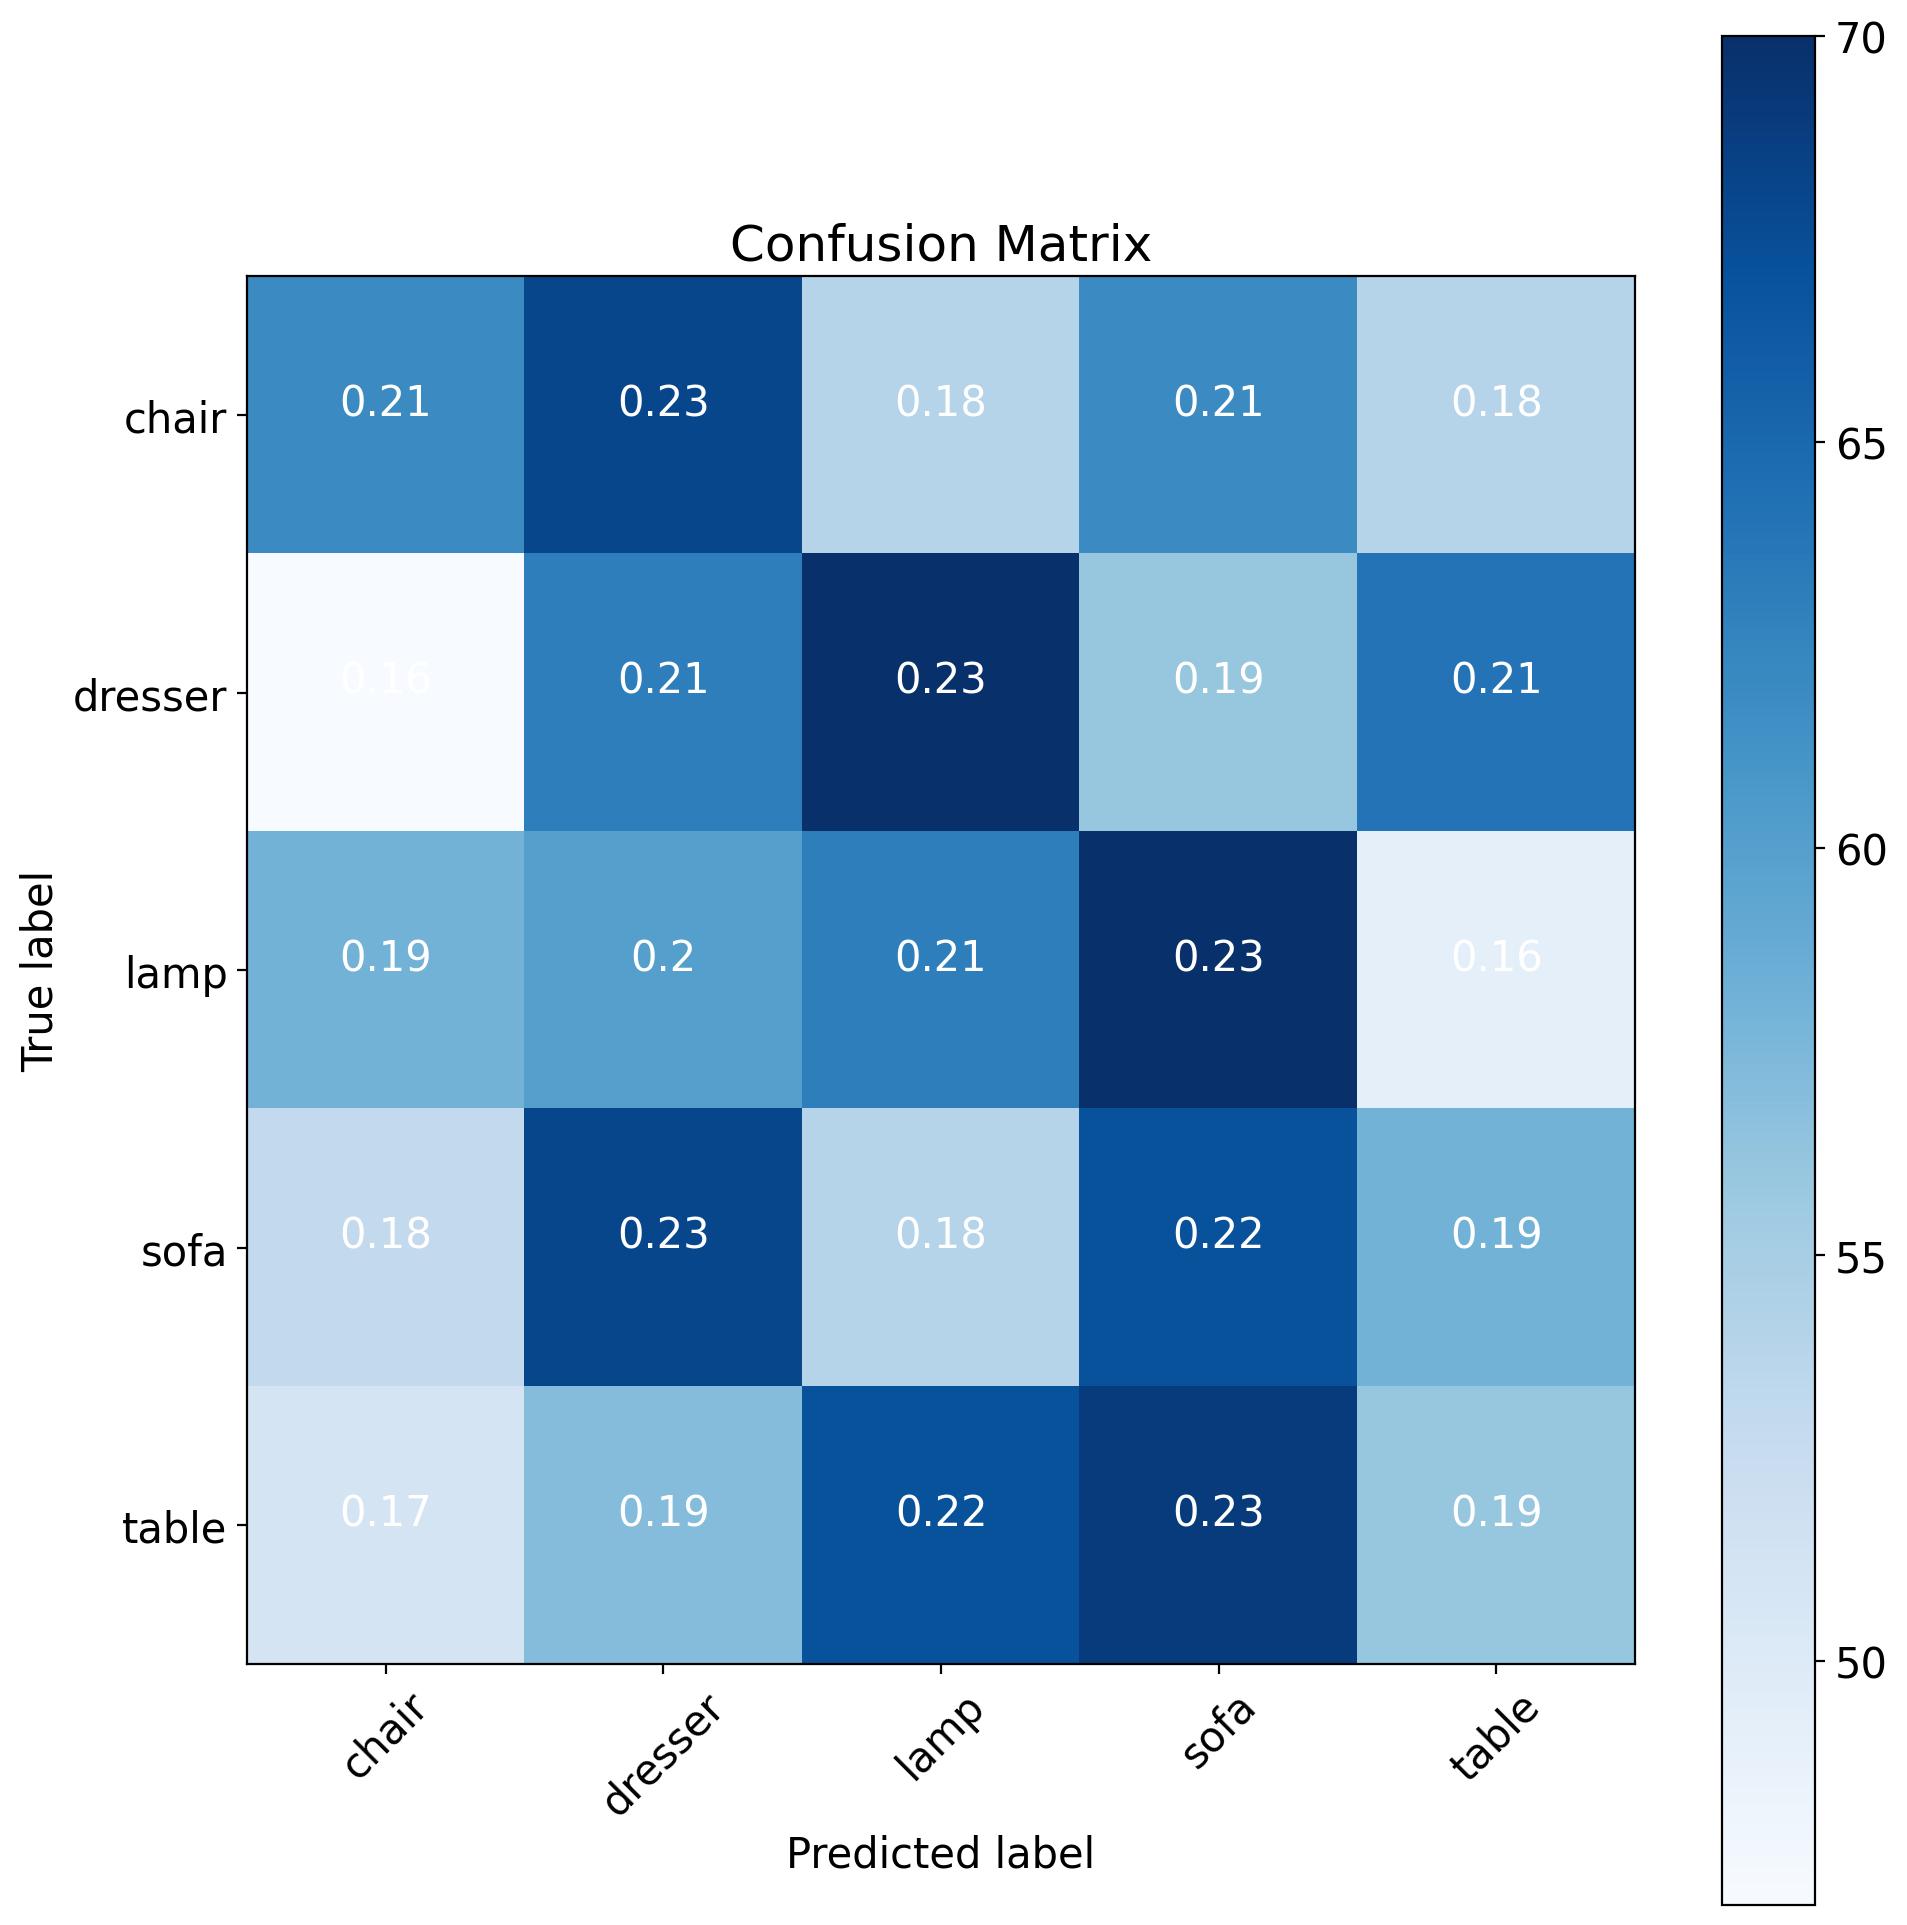 Confusion Matrix
70
65
60
55
50
True label
chair 0.21 0.23 0.18 0.21 0.18
dresser 0.16 0.21 0.23 0.19 0.21
lamp 0.19 0.2 0.21 0.23 0.16
sofa 0.18 0.23 0.18 0.22 0.19
table 0.17 0.19 0.22 0.23 0.19
chair dresser lamp sofa table
Predicted label